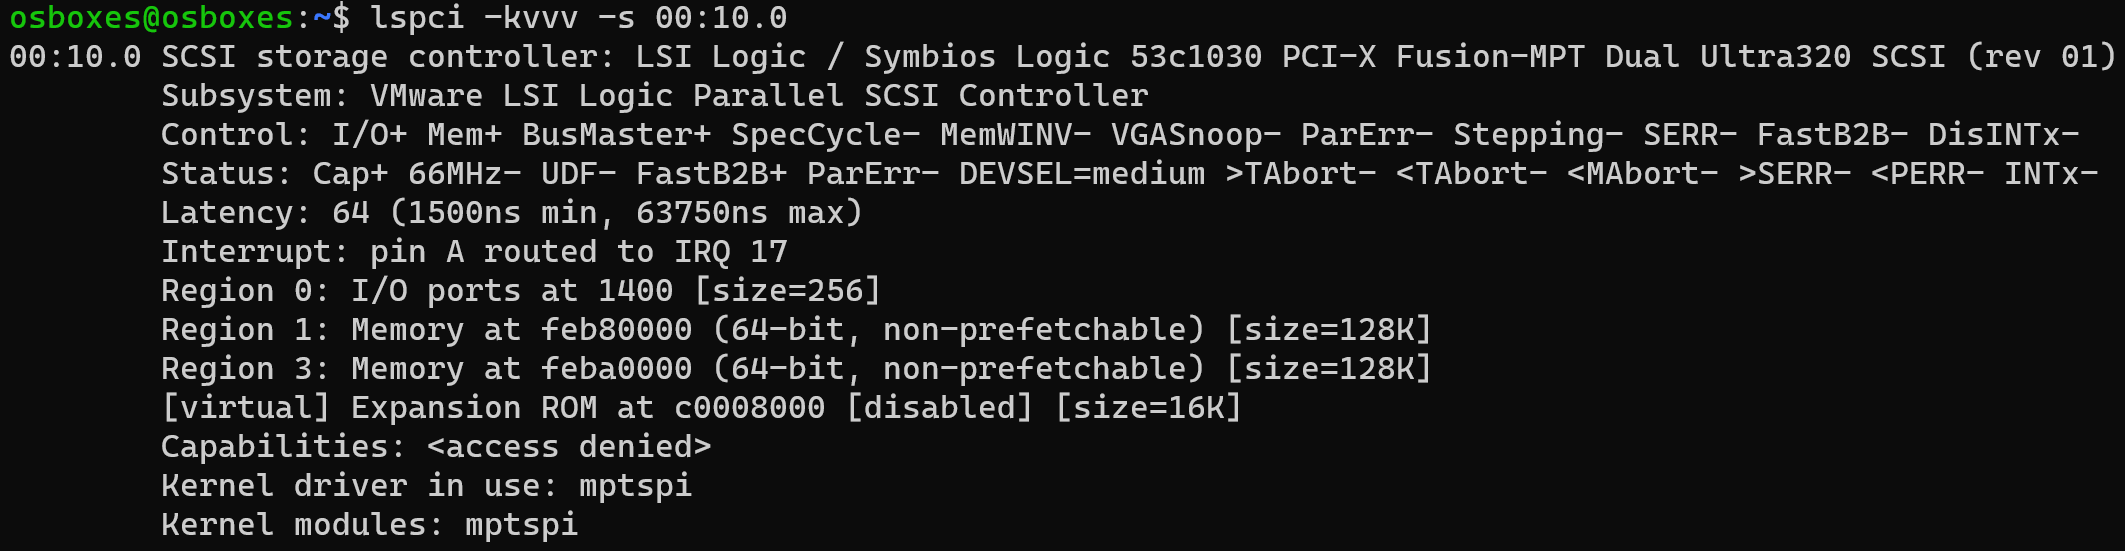 osboxes@osboxes:~$ lspci -kvvv -s 00:10.0
00:10.0 SCSI storage controller: LSI Logic / Symbios Logic 53c1030 PCI-X Fusion-MPT Dual Ultra320 SCSI (rev 01)
Subsystem: VMware LSI Logic Parallel SCSI Controller
Control: I/O+ Mem+ BusMaster+ SpecCycle- MemWINV- VGASnoop- ParErr- Stepping- SERR- FastB2B- DisINTx-
Status: Cap+ 66MHz- UDF- FastB2B+ ParErr- DEVSEL=medium >TAbort- <TAbort- <MAbort- >SERR- <PERR- INTx-
Latency: 64 (1500ns min, 63750ns max)
Interrupt: pin A routed to IRQ 17
Region 0: I/O ports at 1400 [size=256]
Region 1: Memory at feb80000 (64-bit, non-prefetchable) [size=128K]
Region 3: Memory at feba0000 (64-bit, non-prefetchable) [size=128K]
[virtual] Expansion ROM at c0008000 [disabled] [size=16K]
Capabilities: <access denied>
Kernel driver in use: mptspi
Kernel modules: mptspi